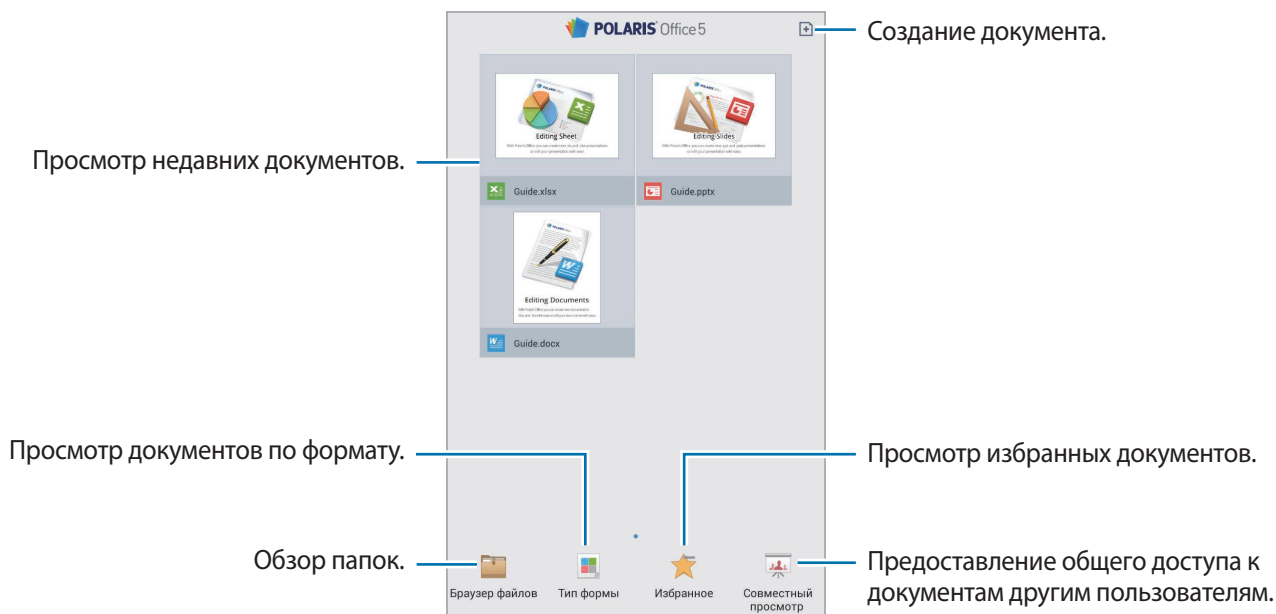 POLARIS Office 5
Создание документа.
Editing Sheet
Editing Slides
Просмотр недавних документов.
Guide.xlsx
Guide.pptx
Editing Documents
Guide.docx
Просмотр документов по формату.
Просмотр избранных документов.
Обзор папок.
Браузер файлов
Тип формы
Избранное
Совместный
просмотр
Предоставление общего доступа к
документам другим пользователям.